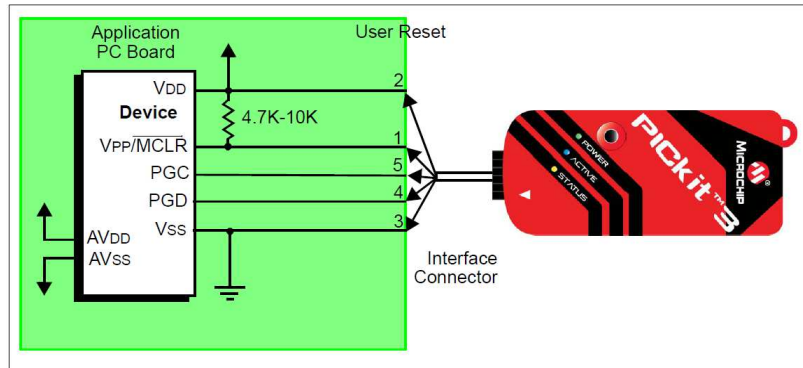 Application
PC Board
User Reset
VDD
2
Device
4.7K-10K
VPP/MCLR
1
PGC
5
PGD
4
VSS
3
AVDD
AVSS
Interface
Connector
POWER
ACTIVE
STATUS
PICkit™ 3
MICROCHIP
®